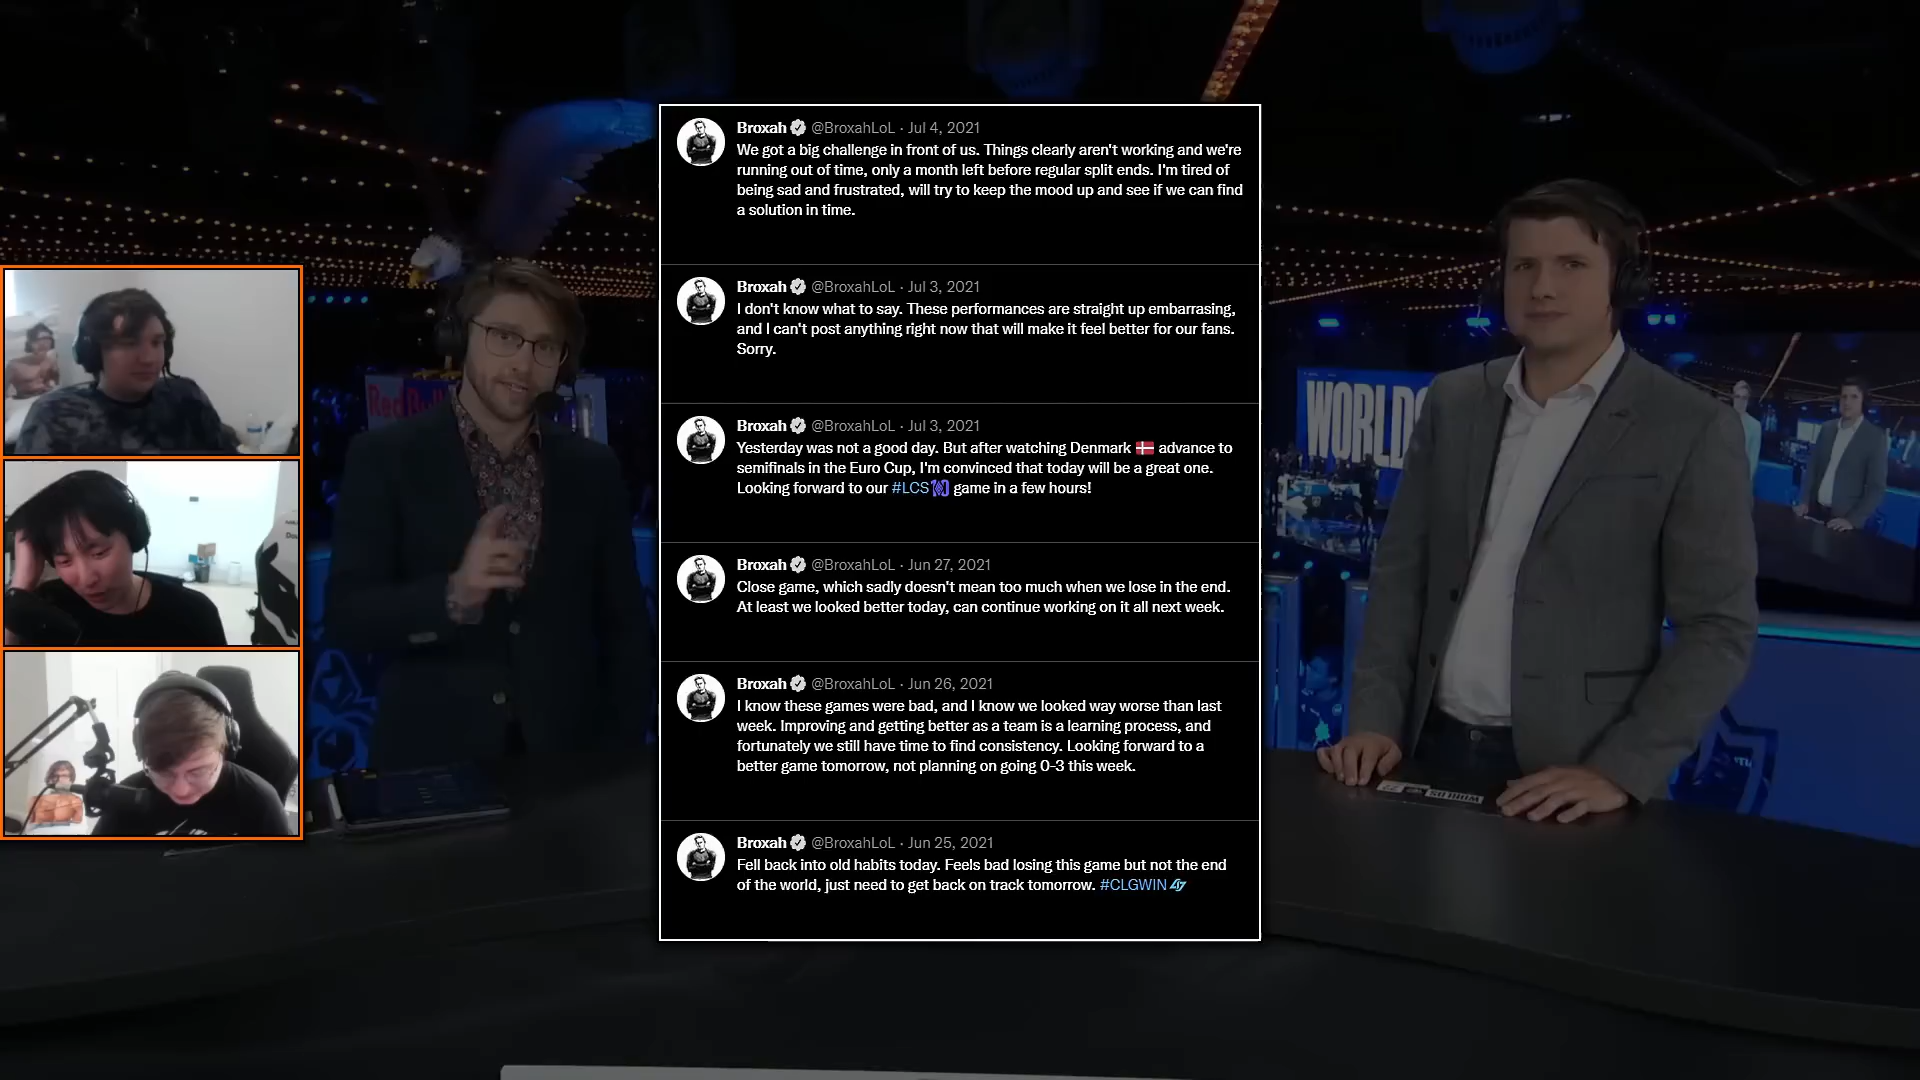 Broxah @BroxahLoL · Jul 4, 2021
We got a big challenge in front of us. Things clearly aren't working and we're
running out of time, only a month left before regular split ends. I'm tired of
being sad and frustrated, will try to keep the mood up and see if we can find
a solution in time.
Broxah @BroxahLoL · Jul 3, 2021
I don't know what to say. These performances are straight up embarrasing,
and I can't post anything right now that will make it feel better for our fans.
Sorry.
Broxah @BroxahLoL · Jul 3, 2021
Yesterday was not a good day. But after watching Denmark 🇩🇰 advance to
semifinals in the Euro Cup, I'm convinced that today will be a great one.
Looking forward to our #LCS game in a few hours!
Broxah @BroxahLoL · Jun 27, 2021
Close game, which sadly doesn't mean too much when we lose in the end.
At least we looked better today, can continue working on it all next week.
Broxah @BroxahLoL · Jun 26, 2021
I know these games were bad, and I know we looked way worse than last
week. Improving and getting better as a team is a learning process, and
fortunately we still have time to find consistency. Looking forward to a
better game tomorrow, not planning on going 0-3 this week.
Broxah @BroxahLoL · Jun 25, 2021
Fell back into old habits today. Feels bad losing this game but not the end
of the world, just need to get back on track tomorrow. #CLGWIN
Red Bull
WORLDS